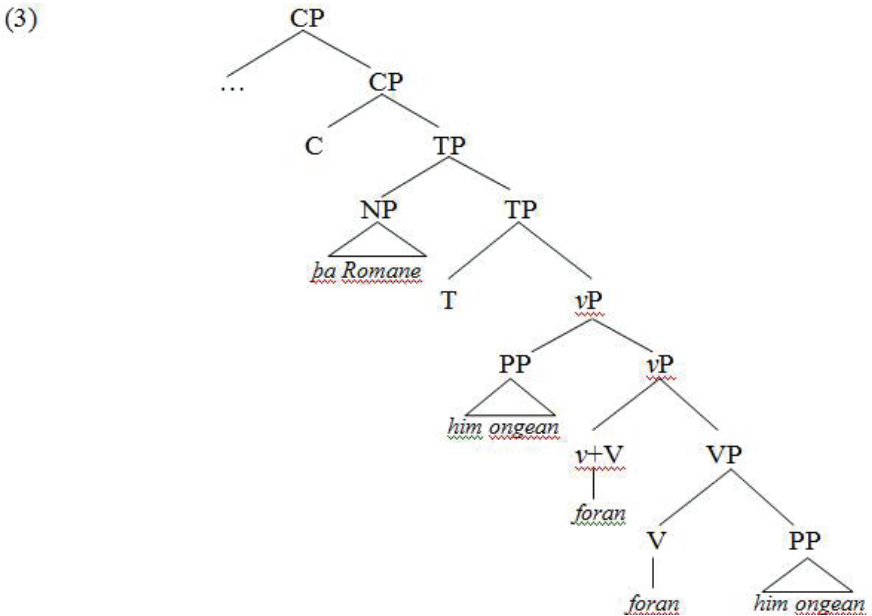 (3)
CP
… CP
C TP
NP TP
þa Romane
T vP
PP vP
him ongean
v+V VP
foran
V PP
foran him ongean